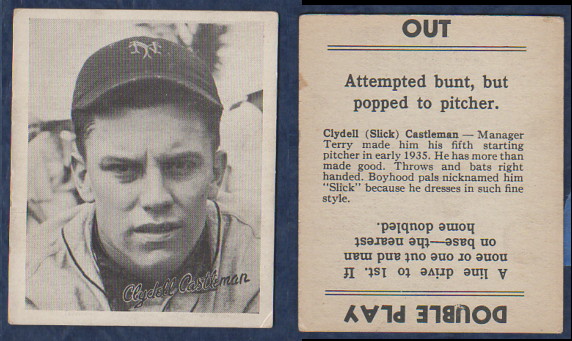 NY
Clydell Castleman
OUT
Attempted bunt, but
popped to pitcher.
Clydell (Slick) Castleman — Manager
Terry made him his fifth starting
pitcher in early 1935. He has more than
made good. Throws and bats right
handed. Boyhood pals nicknamed him
"Slick" because he dresses in such fine
style.
DOUBLE PLAY
A line drive to 1st. If
none or one out and man
on base—the nearest
home doubled.